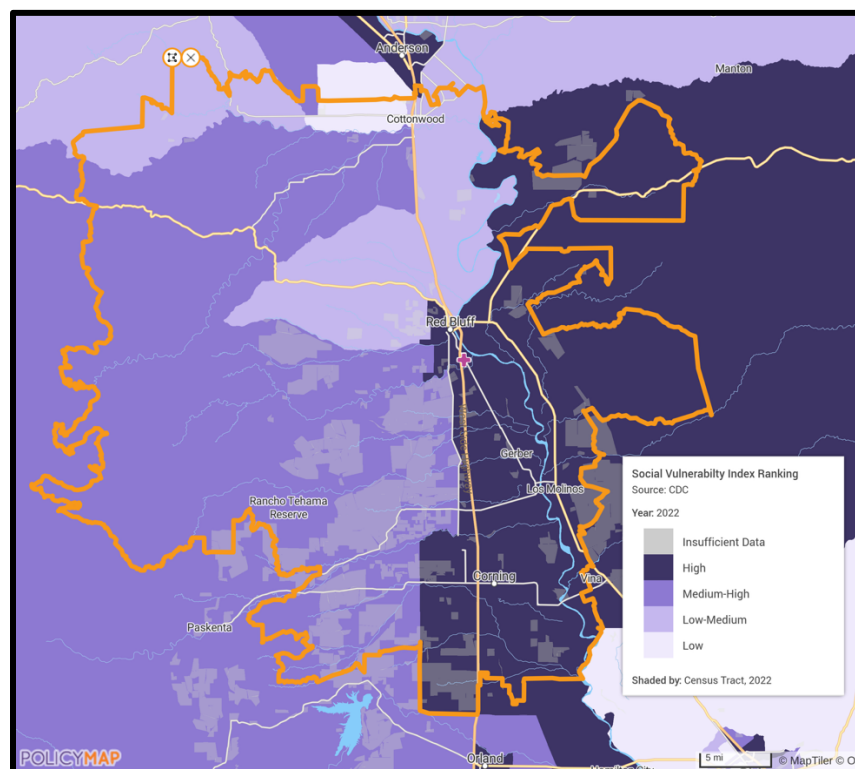 Anderson
Manton
Cottonwood
Red Bluff
Gerber
Los Molinos
Rancho Tehama
Reserve
Corning
Vina
Paskenta
Orland
Social Vulnerabilty Index Ranking
Source: CDC
Year: 2022
Insufficient Data
High
Medium-High
Low-Medium
Low
Shaded by: Census Tract, 2022
5 mi
© MapTiler © O
POLICYMAP